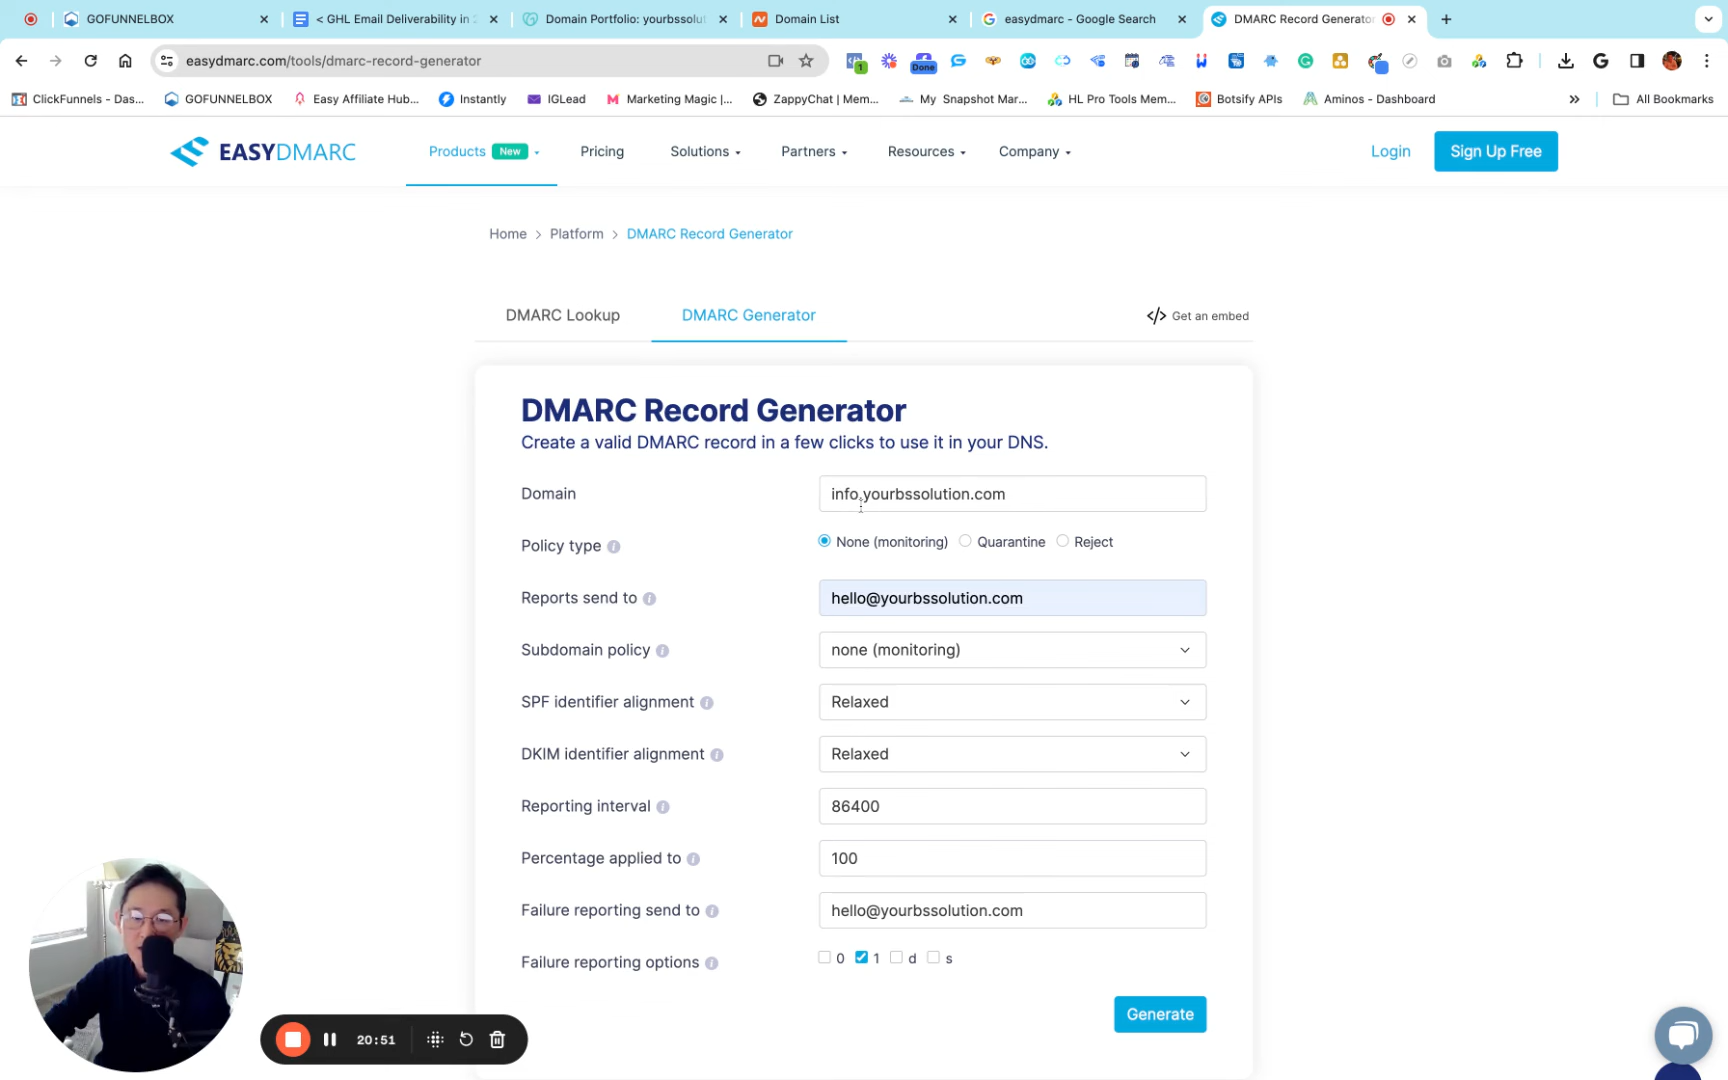 GOFUNNELBOX
< GHL Email Deliverability in 2
Domain Portfolio: yourbssolut
Domain List
easydmarc - Google Search
DMARC Record Generator
easydmarc.com/tools/dmarc-record-generator
1
Done
ClickFunnels - Das...
GOFUNNELBOX
Easy Affiliate Hub...
Instantly
IGLead
Marketing Magic |...
ZappyChat | Mem...
My Snapshot Mar...
HL Pro Tools Mem...
Botsify APIs
Aminos - Dashboard
All Bookmarks
EASYDMARC
Products New
Pricing
Solutions
Partners
Resources
Company
Login
Sign Up Free
Home > Platform > DMARC Record Generator
DMARC Lookup
DMARC Generator
</> Get an embed
DMARC Record Generator
Create a valid DMARC record in a few clicks to use it in your DNS.
Domain
info.yourbssolution.com
Policy type
None (monitoring) Quarantine Reject
Reports send to
hello@yourbssolution.com
Subdomain policy
none (monitoring)
SPF identifier alignment
Relaxed
DKIM identifier alignment
Relaxed
Reporting interval
86400
Percentage applied to
100
Failure reporting send to
hello@yourbssolution.com
Failure reporting options
0 1 d s
Generate
20:51